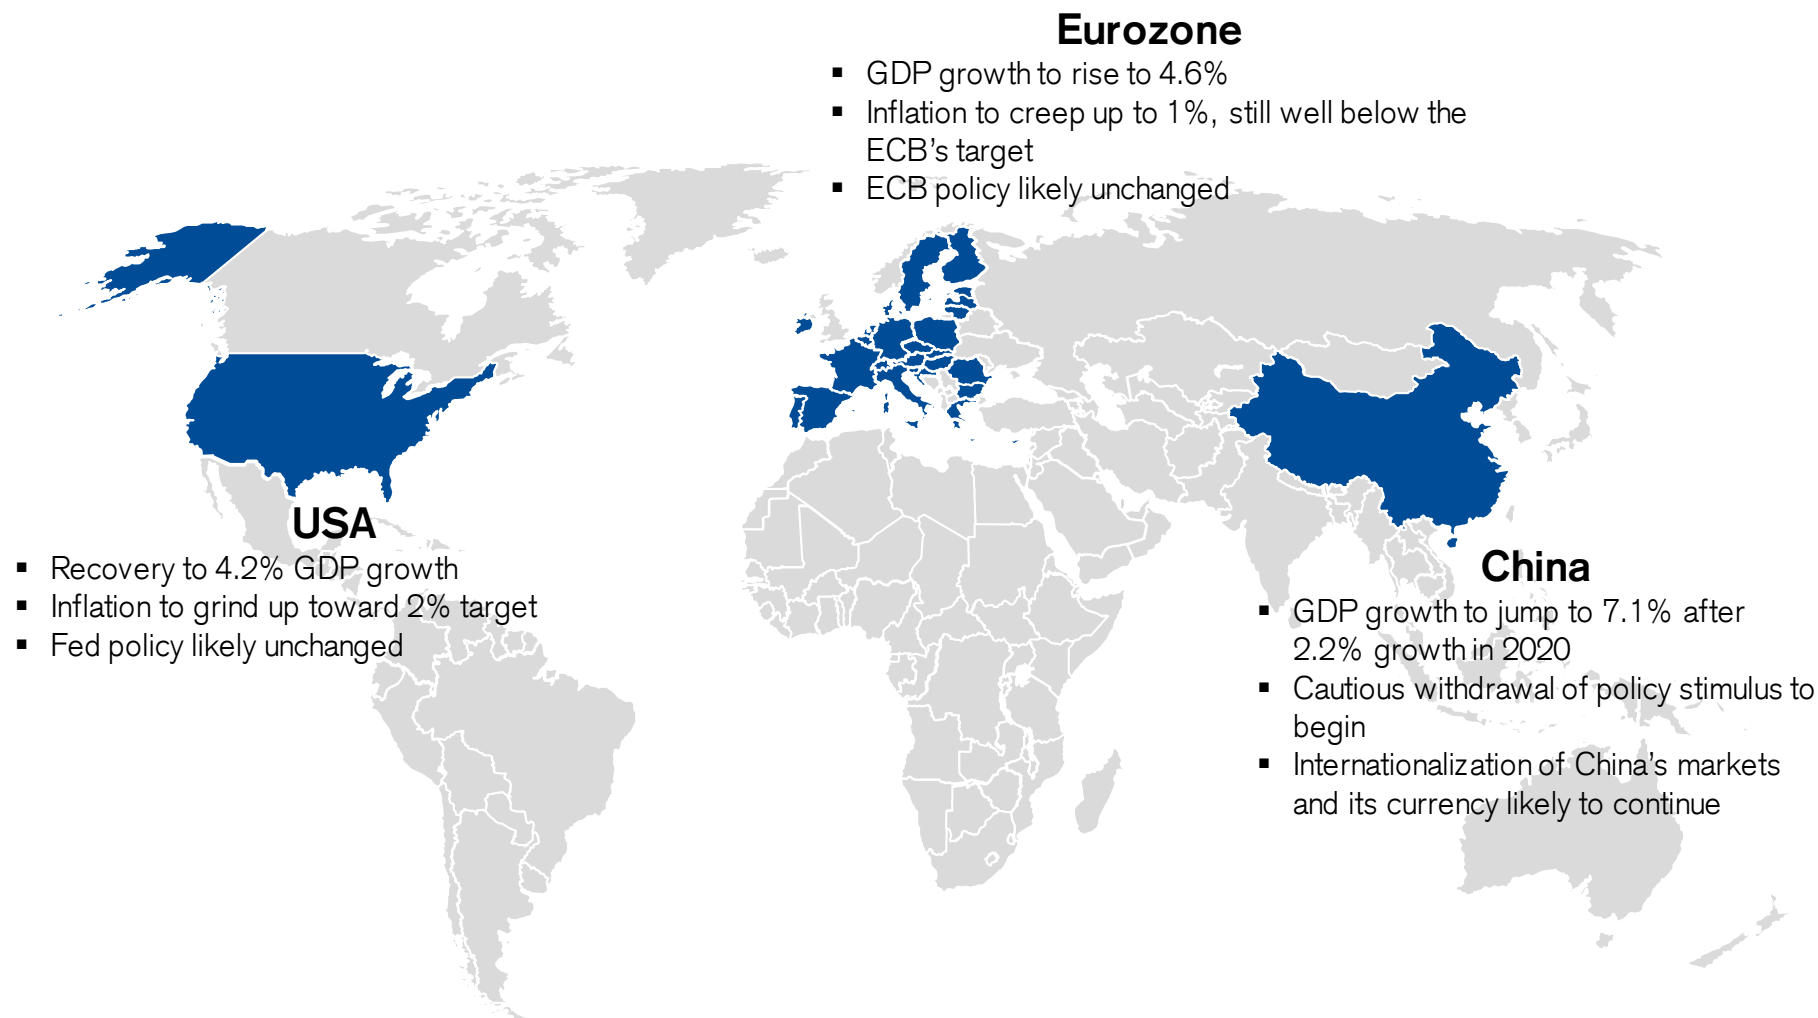 Eurozone
▪ GDP growth to rise to 4.6%
▪ Inflation to creep up to 1%, still well below the
ECB’s target
▪ ECB policy likely unchanged
USA
▪ Recovery to 4.2% GDP growth
▪ Inflation to grind up toward 2% target
▪ Fed policy likely unchanged
China
▪ GDP growth to jump to 7.1% after
2.2% growth in 2020
▪ Cautious withdrawal of policy stimulus to
begin
▪ Internationalization of China’s markets
and its currency likely to continue